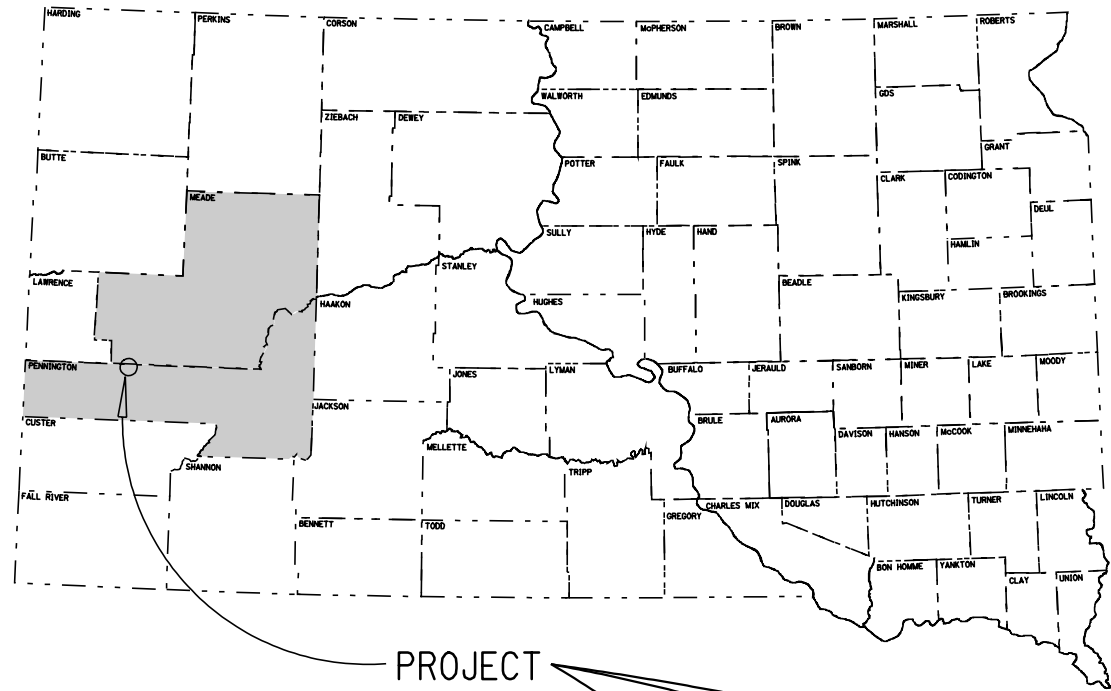 HARDING
PERKINS
CORSON
CAMPBELL
McPHERSON
BROWN
MARSHALL
ROBERTS
WALWORTH
EDMUNDS
GDS
ZIEBACH
DEWEY
GRANT
BUTTE
POTTER
FAULK
SPINK
CLARK
CODINGTON
MEADE
DEUL
SULLY
HYDE
HAND
HAMLIN
STANLEY
LAWRENCE
BEADLE
HAAKON
HUGHES
KINGSBURY
BROOKINGS
PENNINGTON
JONES
LYMAN
BUFFALO
JERAULD
SANBORN
MINER
LAKE
MOODY
JACKSON
CUSTER
BRULE
AURORA
DAVISON
HANSON
McCOOK
MINNEHAHA
MELLETTE
SHANNON
TRIPP
FALL RIVER
GREGORY
CHARLES MIX
DOUGLAS
HUTCHINSON
TURNER
LINCOLN
BENNETT
TODD
BON HOMME
YANKTON
CLAY
UNION
PROJECT